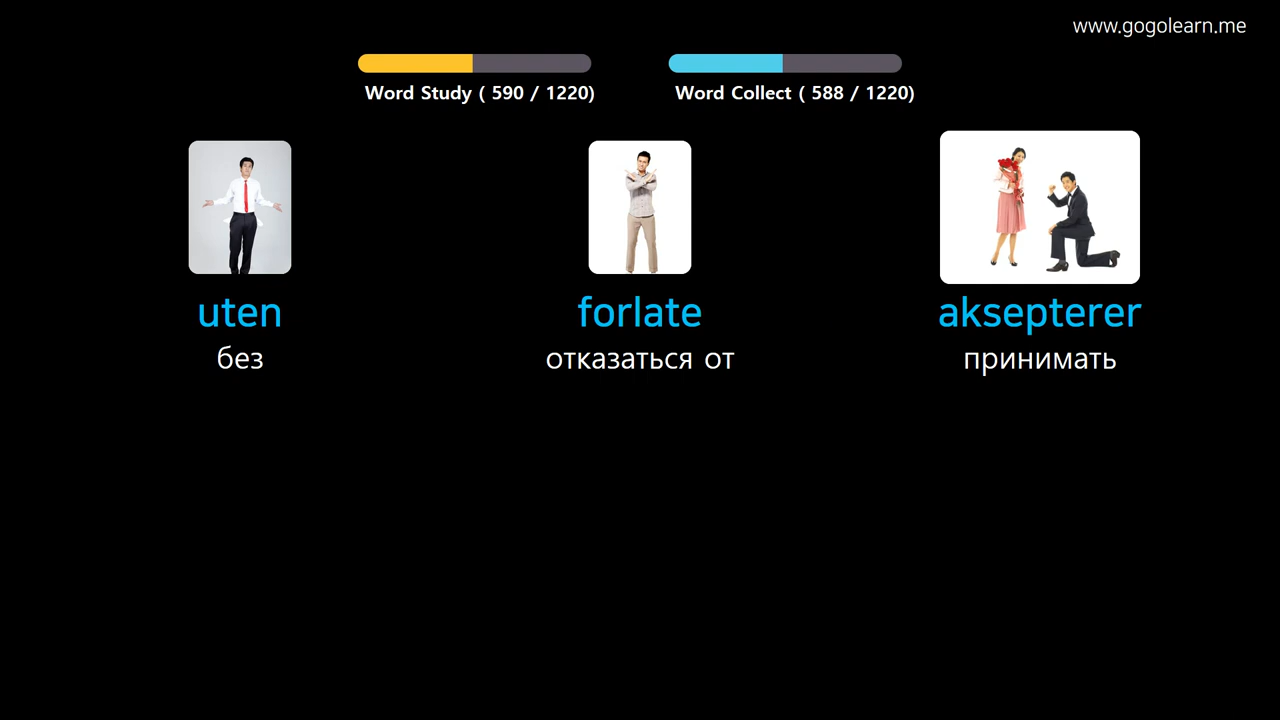 www.gogolearn.me
Word Study ( 590 / 1220)
Word Collect ( 588 / 1220)
uten
forlate
aksepterer
без
отказаться от
принимать